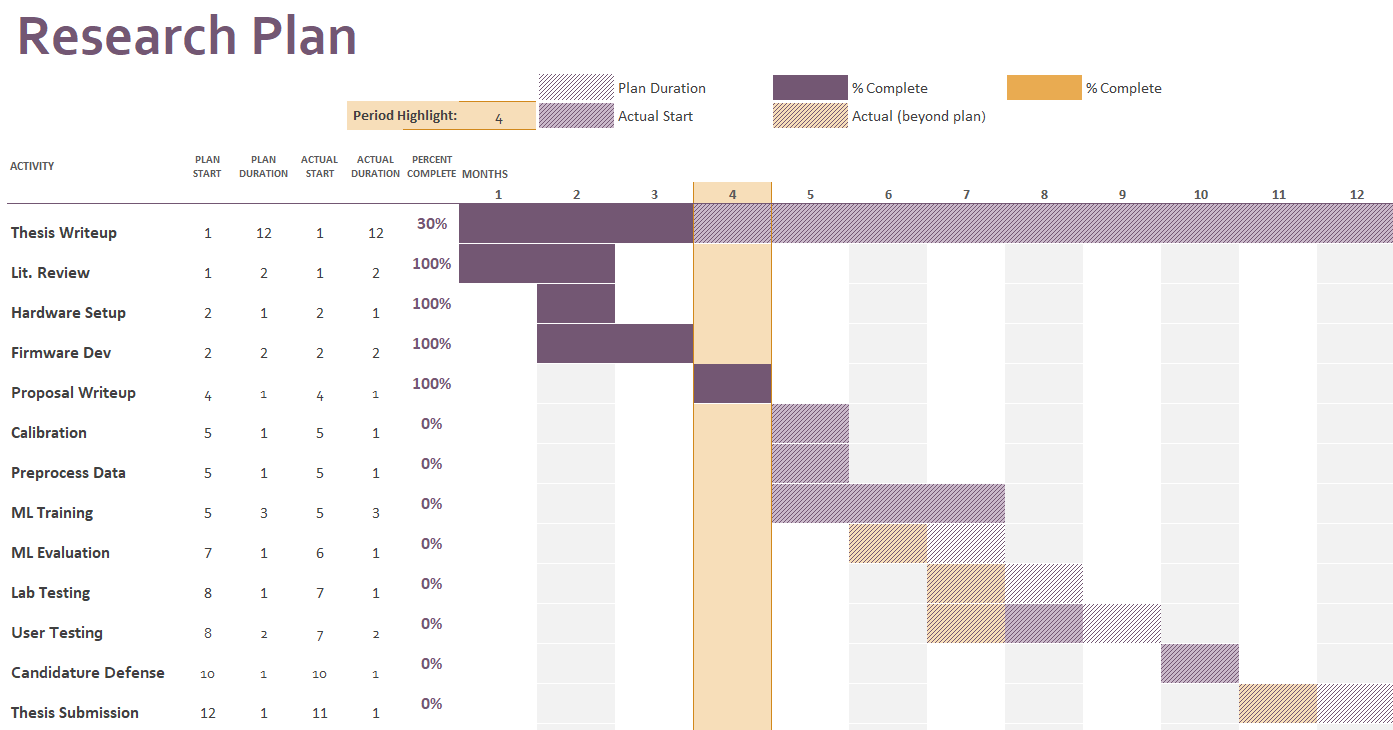 Research Plan
Plan Duration % Complete % Complete
Period Highlight: 4 Actual Start Actual (beyond plan)
ACTIVITY PLAN START PLAN DURATION ACTUAL START ACTUAL DURATION PERCENT COMPLETE MONTHS
1 2 3 4 5 6 7 8 9 10 11 12
Thesis Writeup 1 12 1 12 30%
Lit. Review 1 2 1 2 100%
Hardware Setup 2 1 2 1 100%
Firmware Dev 2 2 2 2 100%
Proposal Writeup 4 1 4 1 100%
Calibration 5 1 5 1 0%
Preprocess Data 5 1 5 1 0%
ML Training 5 3 5 3 0%
ML Evaluation 7 1 6 1 0%
Lab Testing 8 1 7 1 0%
User Testing 8 2 7 2 0%
Candidature Defense 10 1 10 1 0%
Thesis Submission 12 1 11 1 0%